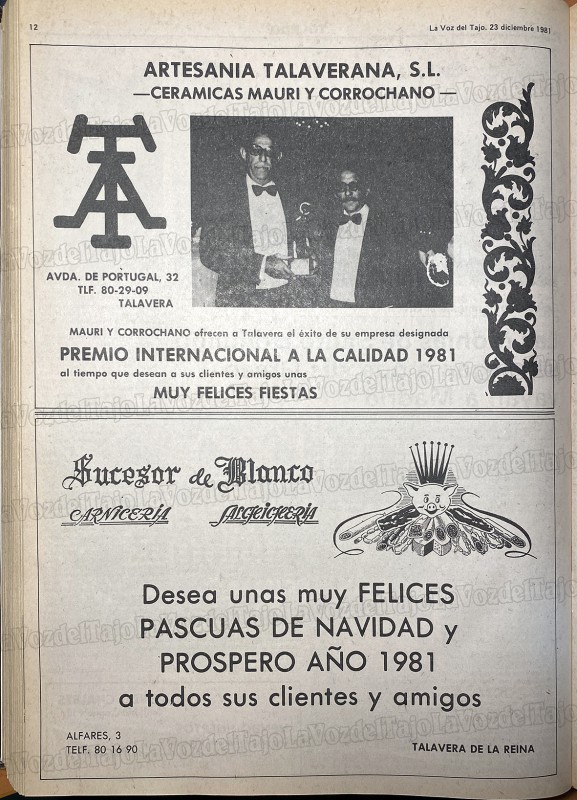 12
La Voz del Tajo, 23 diciembre 1981
ARTESANIA TALAVERANA, S.L.
—CERAMICAS MAURI Y CORROCHANO—
AVDA. DE PORTUGAL, 32
TLF. 80-29-09
TALAVERA
MAURI Y CORROCHANO ofrecen a Talavera el éxito de su empresa designada
PREMIO INTERNACIONAL A LA CALIDAD 1981
al tiempo que desean a sus clientes y amigos unas
MUY FELICES FIESTAS
Sucesor de Blanco
CARNICERIA SALCHICHERIA
Desea unas muy FELICES
PASCUAS DE NAVIDAD y
PROSPERO AÑO 1981
a todos sus clientes y amigos
ALFARES, 3
TELF. 80 16 90
TALAVERA DE LA REINA